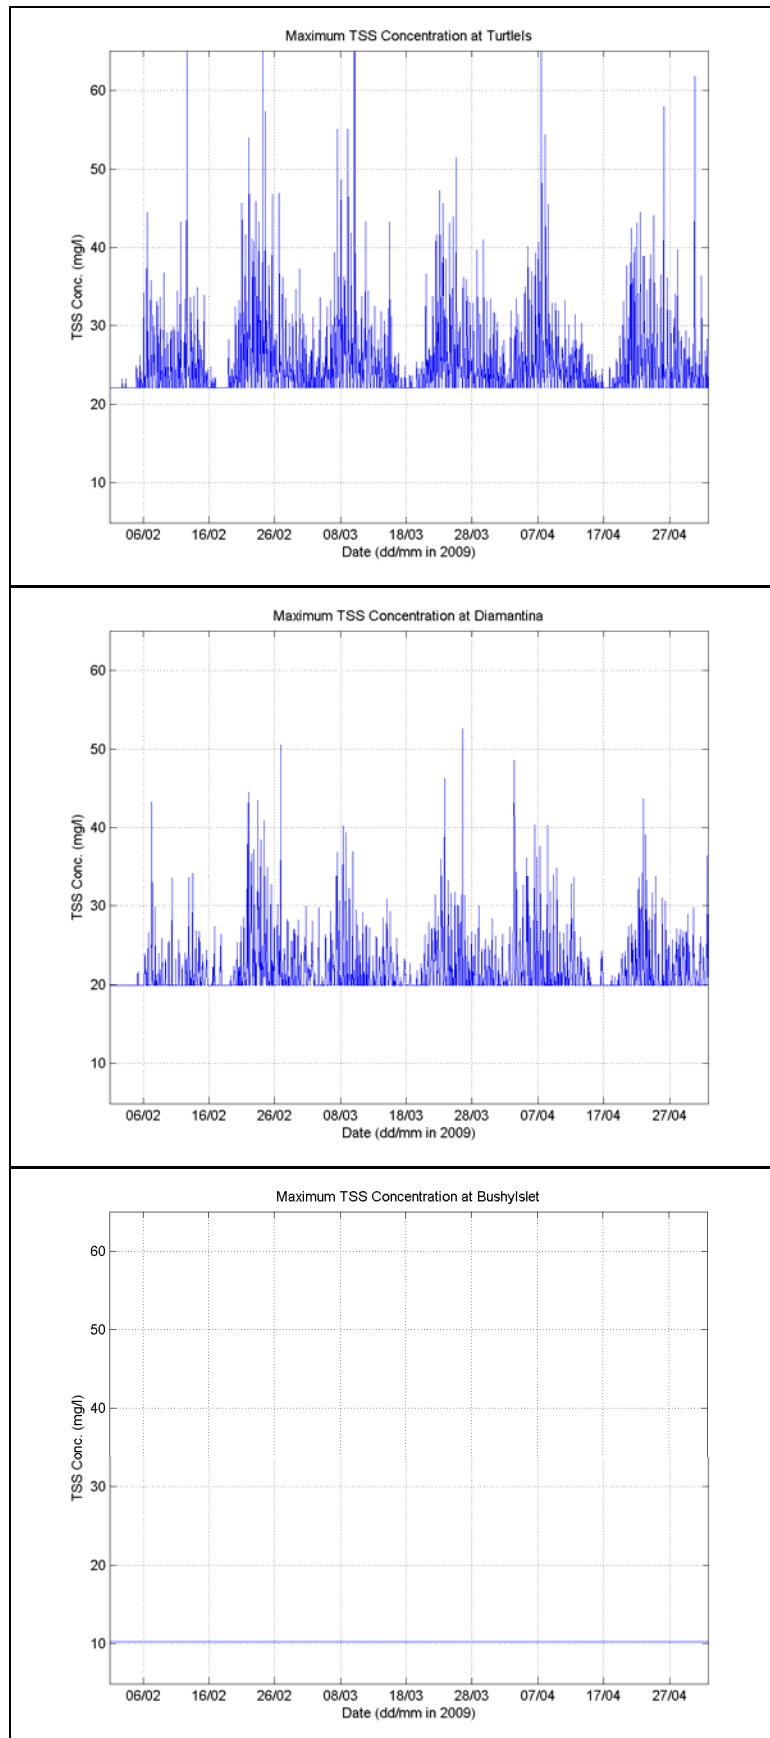 Maximum TSS Concentration at TurtleIs
TSS Conc. (mg/l)
60
50
40
30
20
10
06/02 16/02 26/02 08/03 18/03 28/03 07/04 17/04 27/04
Date (dd/mm in 2009)
Maximum TSS Concentration at Diamantina
TSS Conc. (mg/l)
60
50
40
30
20
10
06/02 16/02 26/02 08/03 18/03 28/03 07/04 17/04 27/04
Date (dd/mm in 2009)
Maximum TSS Concentration at BushyIslet
TSS Conc. (mg/l)
60
50
40
30
20
10
06/02 16/02 26/02 08/03 18/03 28/03 07/04 17/04 27/04
Date (dd/mm in 2009)